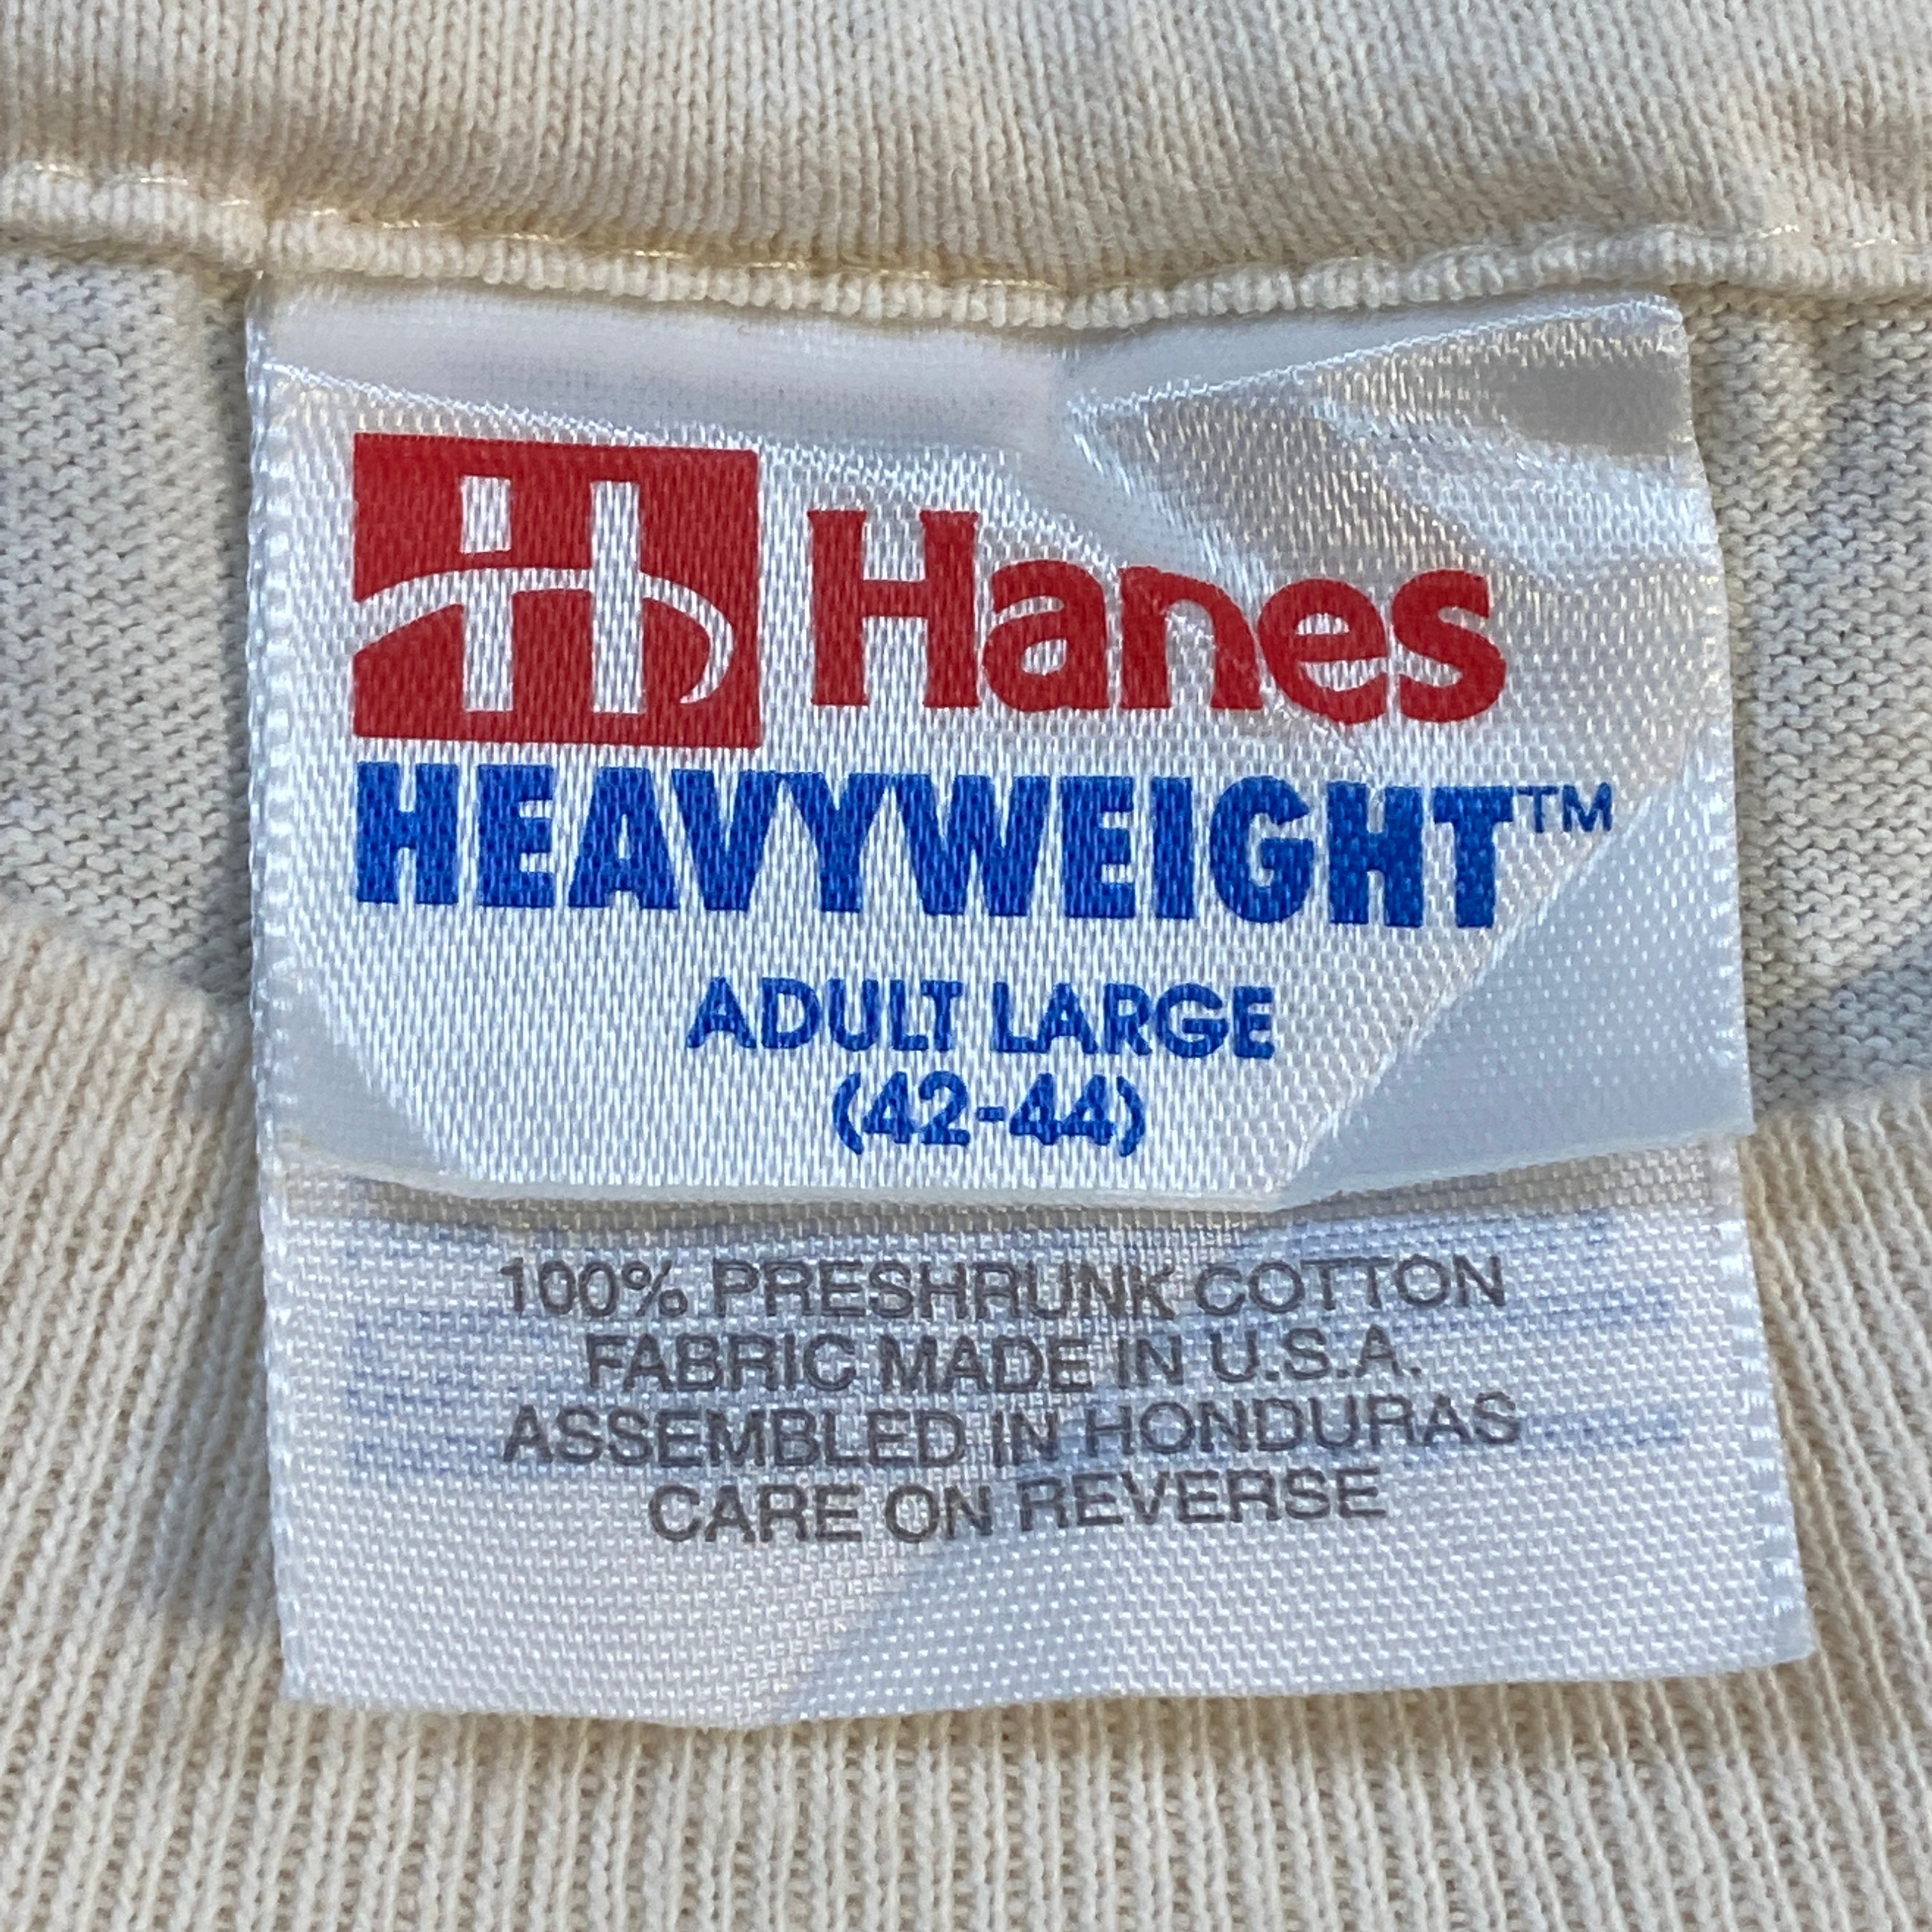 Hanes
HEAVYWEIGHT™
ADULT LARGE
(42-44)
100% PRESHRUNK COTTON
FABRIC MADE IN U.S.A.
ASSEMBLED IN HONDURAS
CARE ON REVERSE